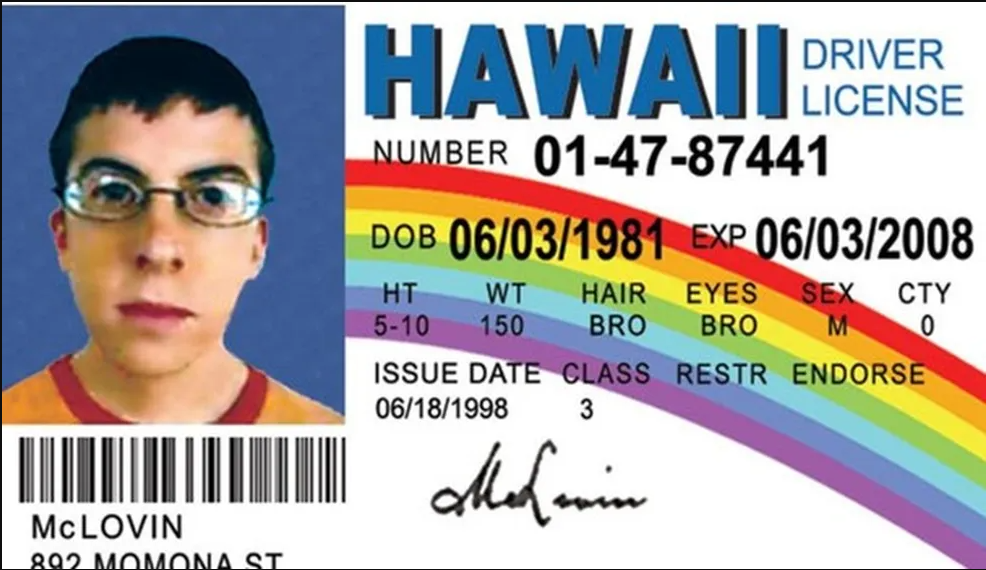 HAWAII DRIVER LICENSE
NUMBER 01-47-87441
DOB 06/03/1981 EXP 06/03/2008
HT WT HAIR EYES SEX CTY
5-10 150 BRO BRO M 0
ISSUE DATE CLASS RESTR ENDORSE
06/18/1998 3
McLovin
McLOVIN
892 MOMONA ST